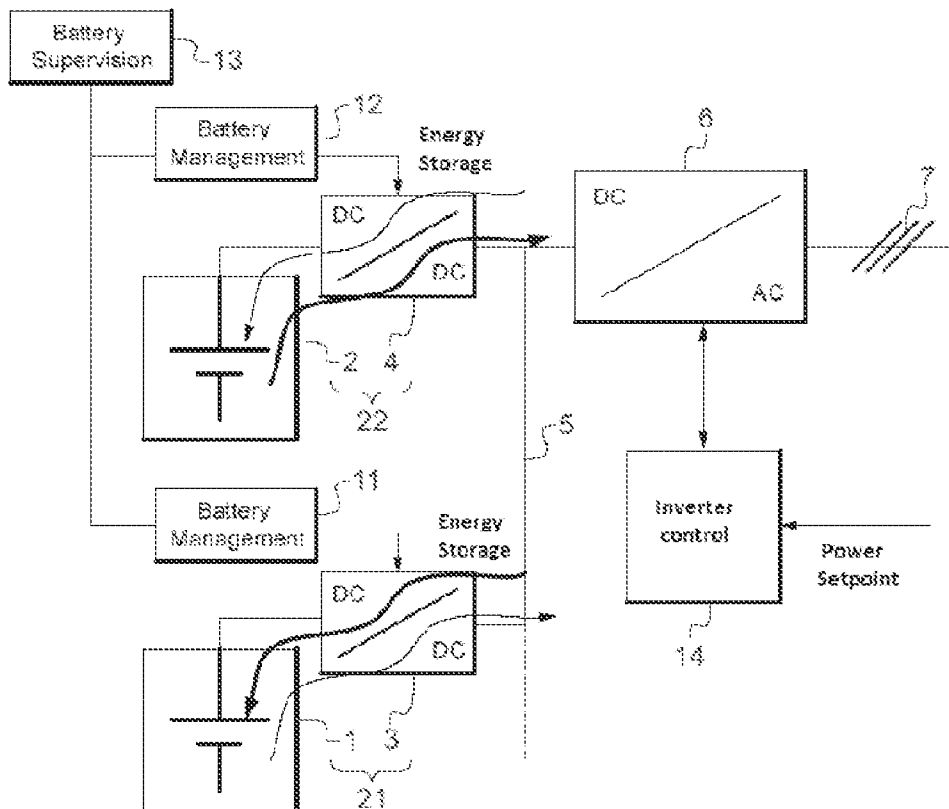 Battery
Supervision
13
Battery
Management
12
Energy
Storage
DC
DC
2
4
22
6
DC
AC
7
5
Battery
Management
11
Energy
Storage
DC
DC
1
3
21
Inverter
control
Power
Setpoint
14